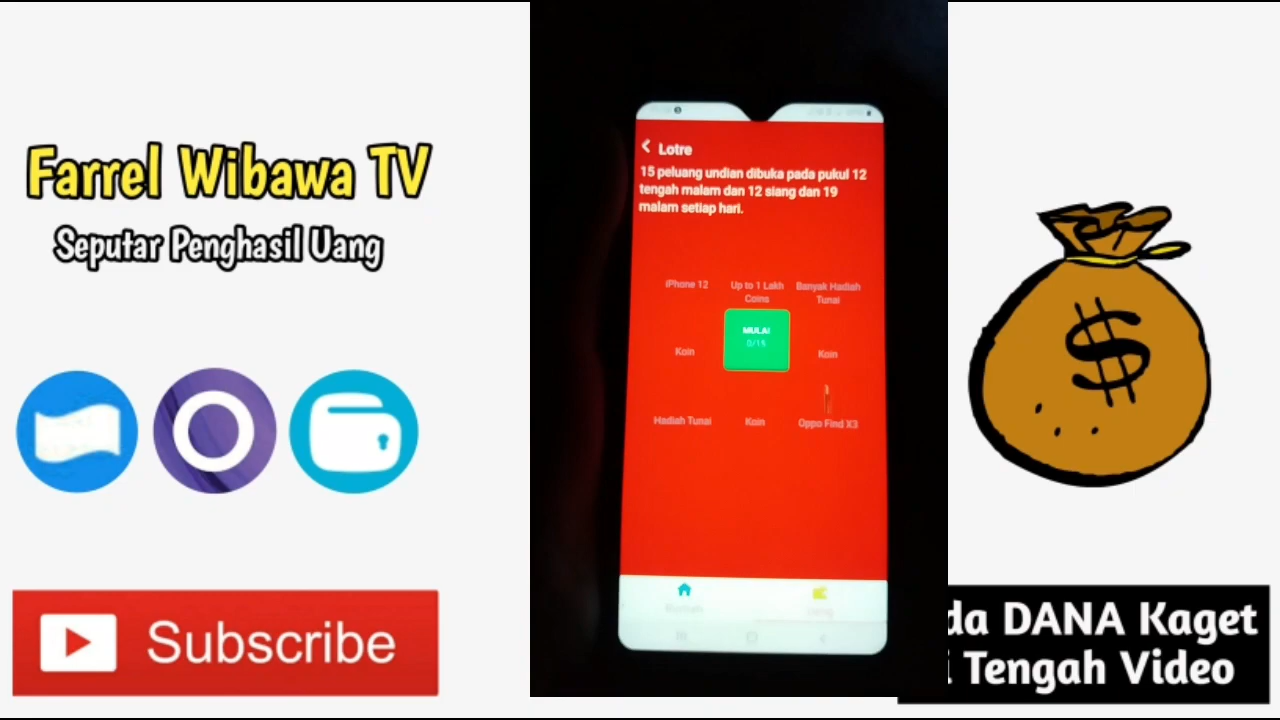 Farrel Wibawa TV
Seputar Penghasil Uang
Subscribe
Lotre
15 peluang undian dibuka pada pukul 12
tengah malam dan 12 siang dan 19
malam setiap hari.
iPhone 12
Up to 1 Lakh
Coins
Banyak Hadiah
Tunai
Koin
MULAI
0/15
Koin
Hadiah Tunai
Koin
Oppo Find X3
DANA Kaget
Tengah Video